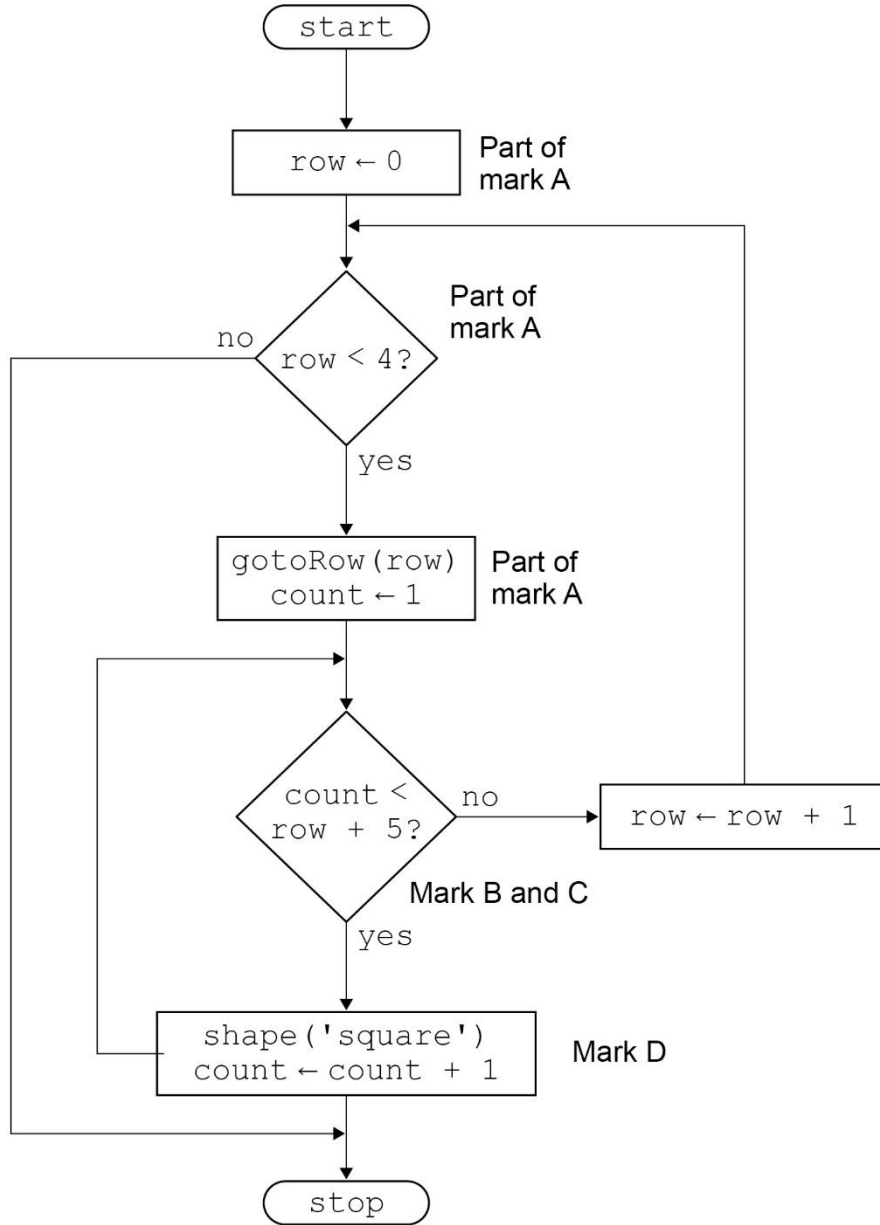 start
row ← 0
Part of
mark A
Part of
mark A
no
row < 4?
yes
gotoRow(row)
count ← 1
Part of
mark A
count <
row + 5?
no
row ← row + 1
Mark B and C
yes
shape('square')
count ← count + 1
Mark D
stop